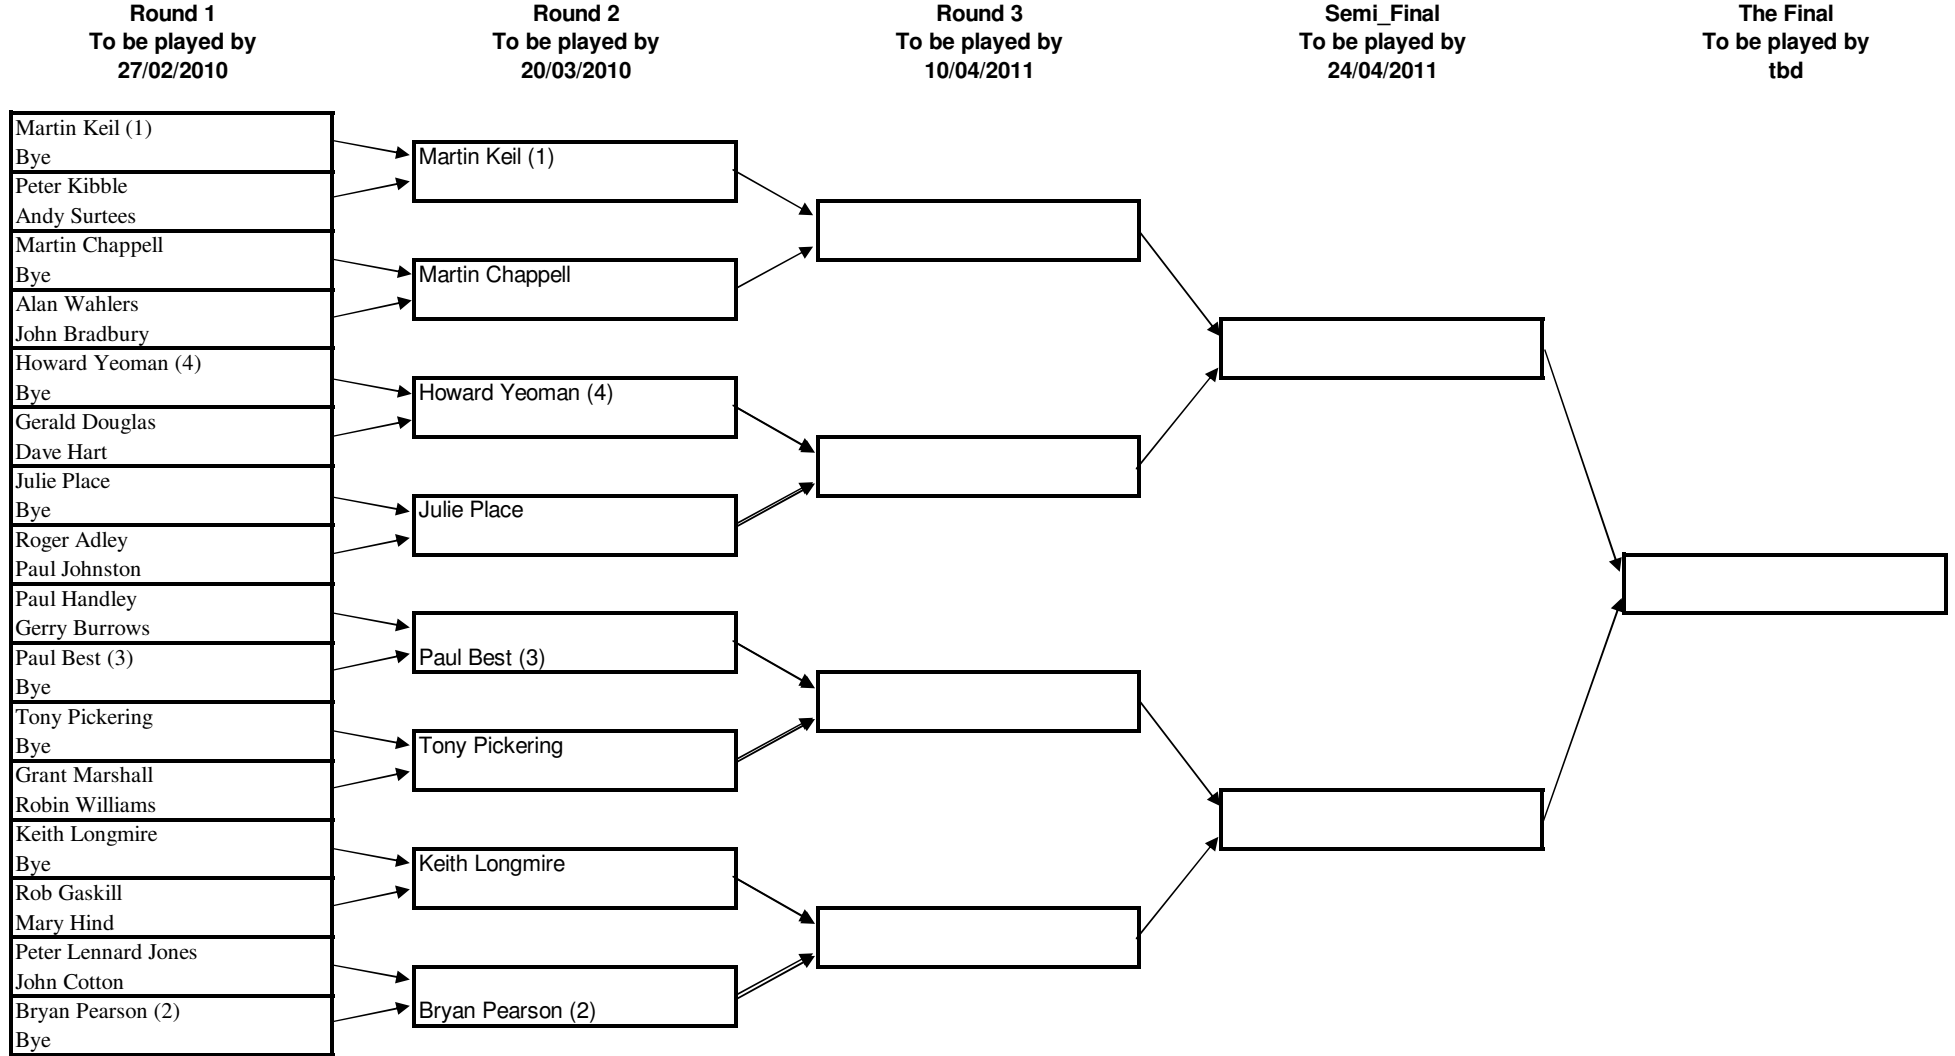 Round 1
To be played by
27/02/2010
Round 2
To be played by
20/03/2010
Round 3
To be played by
10/04/2011
Semi_Final
To be played by
24/04/2011
The Final
To be played by
tbd
Martin Keil (1)
Bye
Peter Kibble
Andy Surtees
Martin Chappell
Bye
Alan Wahlers
John Bradbury
Howard Yeoman (4)
Bye
Gerald Douglas
Dave Hart
Julie Place
Bye
Roger Adley
Paul Johnston
Paul Handley
Gerry Burrows
Paul Best (3)
Bye
Tony Pickering
Bye
Grant Marshall
Robin Williams
Keith Longmire
Bye
Rob Gaskill
Mary Hind
Peter Lennard Jones
John Cotton
Bryan Pearson (2)
Bye
Martin Keil (1)
Martin Chappell
Howard Yeoman (4)
Julie Place
Paul Best (3)
Tony Pickering
Keith Longmire
Bryan Pearson (2)